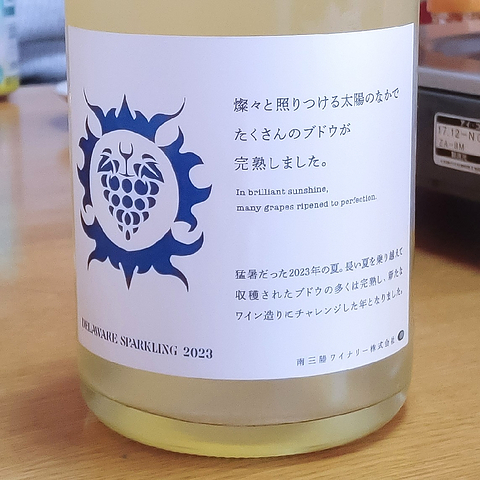 燦々と照りつける太陽のなかで
たくさんのブドウが
完熟しました。
In brilliant sunshine,
many grapes ripened to perfection.
猛暑だった2023年の夏。長い夏を乗り越えて
収穫されたブドウの多くは完熟し、新たな
ワイン造りにチャレンジした年となりました。
DELAWARE SPARKLING 2023
南三陸ワイナリー株式会社
17.12-N
ZA-8M